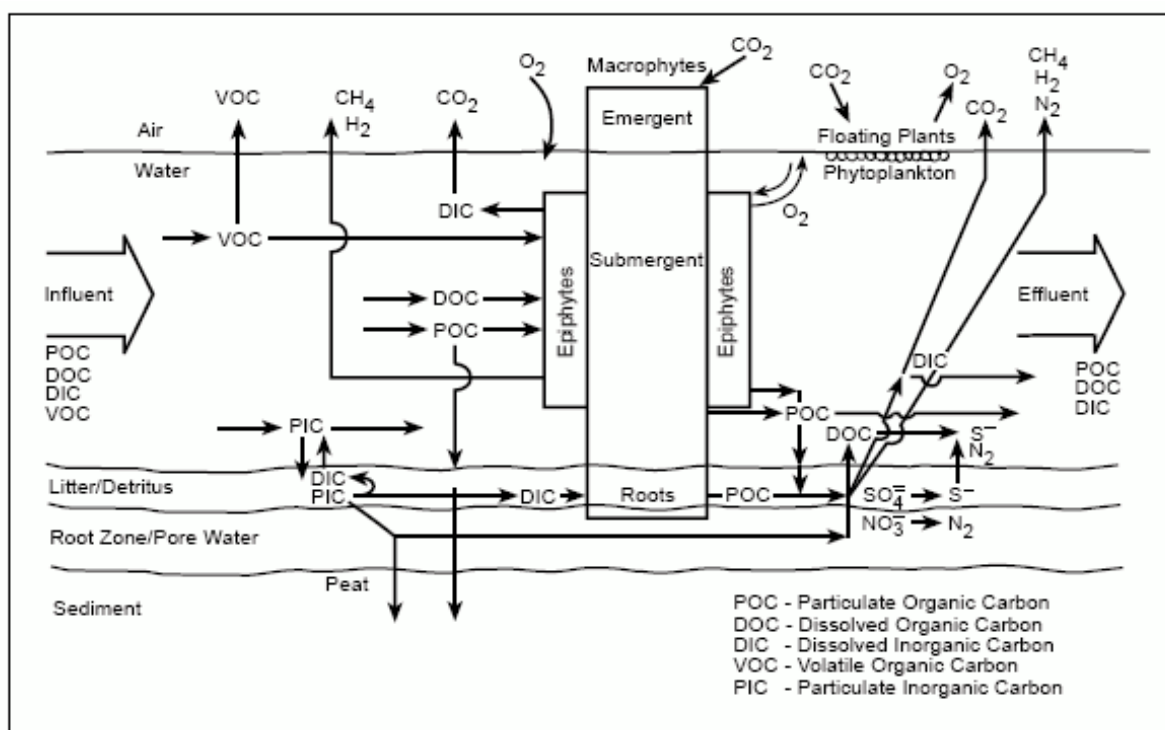 O2
CO2
Macrophytes
CO2
O2
CH4
H2
N2
VOC
CH4
H2
CO2
CO2
Air
Emergent
Floating Plants
Water
Phytoplankton
DIC
O2
VOC
Submergent
Influent
DOC
POC
Epiphytes
Epiphytes
Effluent
POC
DOC
DIC
VOC
DIC
POC
DOC
DIC
PIC
POC
DOC
S−
N2
Litter/Detritus
DIC
PIC
DIC
Roots
POC
SO4=
S−
NO3−
N2
Root Zone/Pore Water
Peat
Sediment
POC - Particulate Organic Carbon
DOC - Dissolved Organic Carbon
DIC - Dissolved Inorganic Carbon
VOC - Volatile Organic Carbon
PIC - Particulate Inorganic Carbon